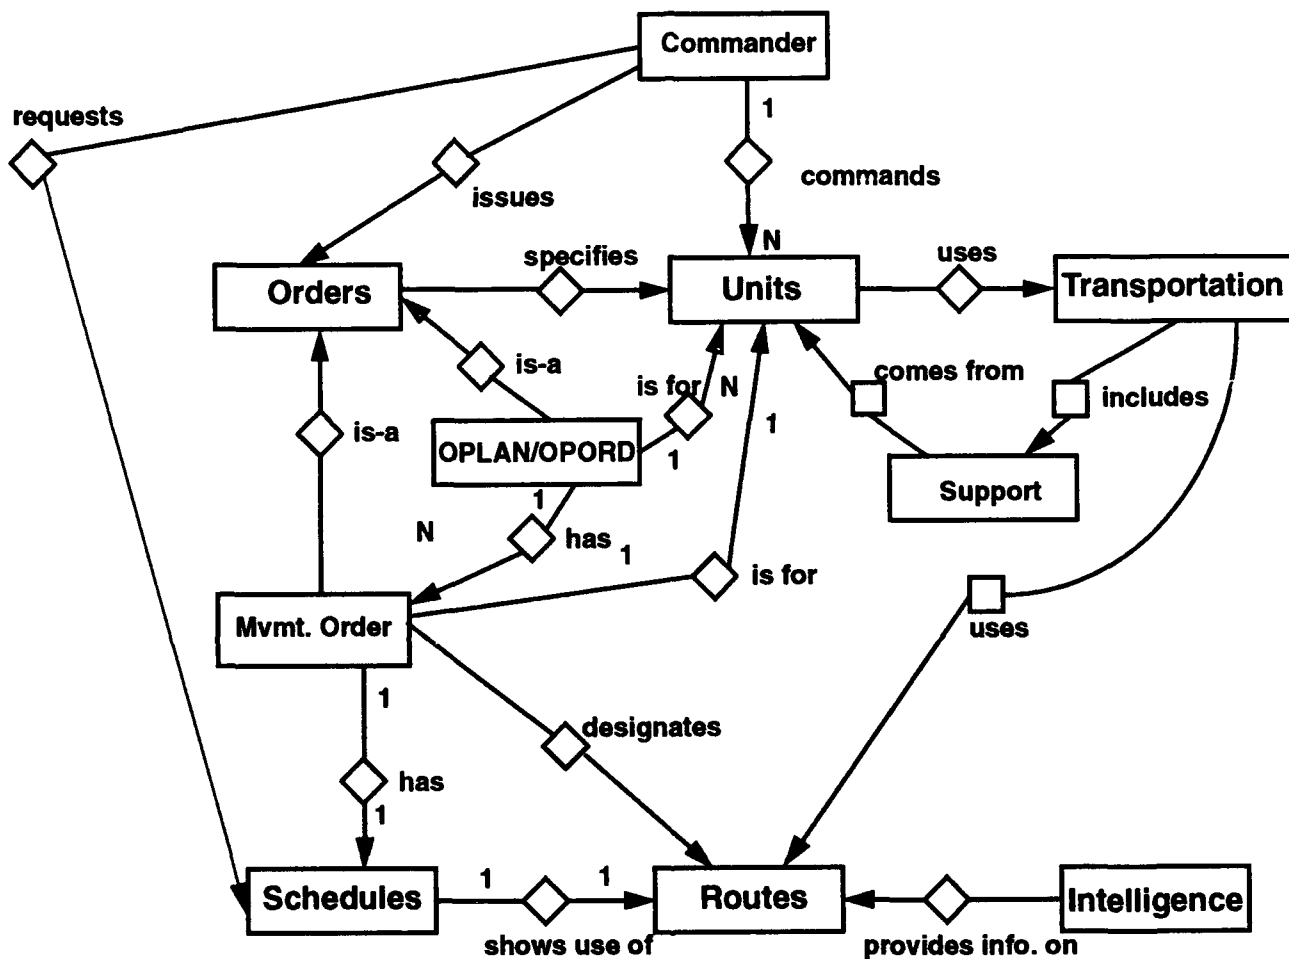 Commander
requests
1
commands
issues
N
specifies
uses
Orders
Units
Transportation
is-a
is for
N
comes from
includes
1
is-a
OPLAN/OPORD
1
Support
1
N
has
1
is for
Mvmt. Order
uses
1
designates
has
1
Schedules
1
1
Routes
Intelligence
shows use of
provides info. on